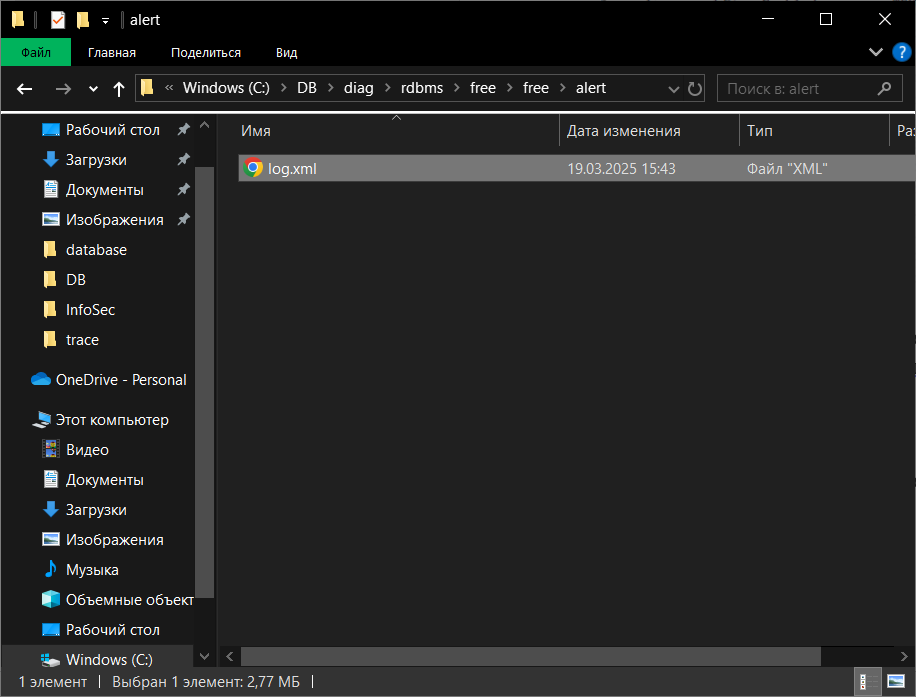 alert
Файл Главная Поделиться Вид
« Windows (C:) DB diag rdbms free free alert Поиск в: alert
Имя Дата изменения Тип Ра
log.xml 19.03.2025 15:43 Файл "XML"
Рабочий стол
Загрузки
Документы
Изображения
database
DB
InfoSec
trace
OneDrive - Personal
Этот компьютер
Видео
Документы
Загрузки
Изображения
Музыка
Объемные объект
Рабочий стол
Windows (C:)
1 элемент Выбран 1 элемент: 2,77 МБ